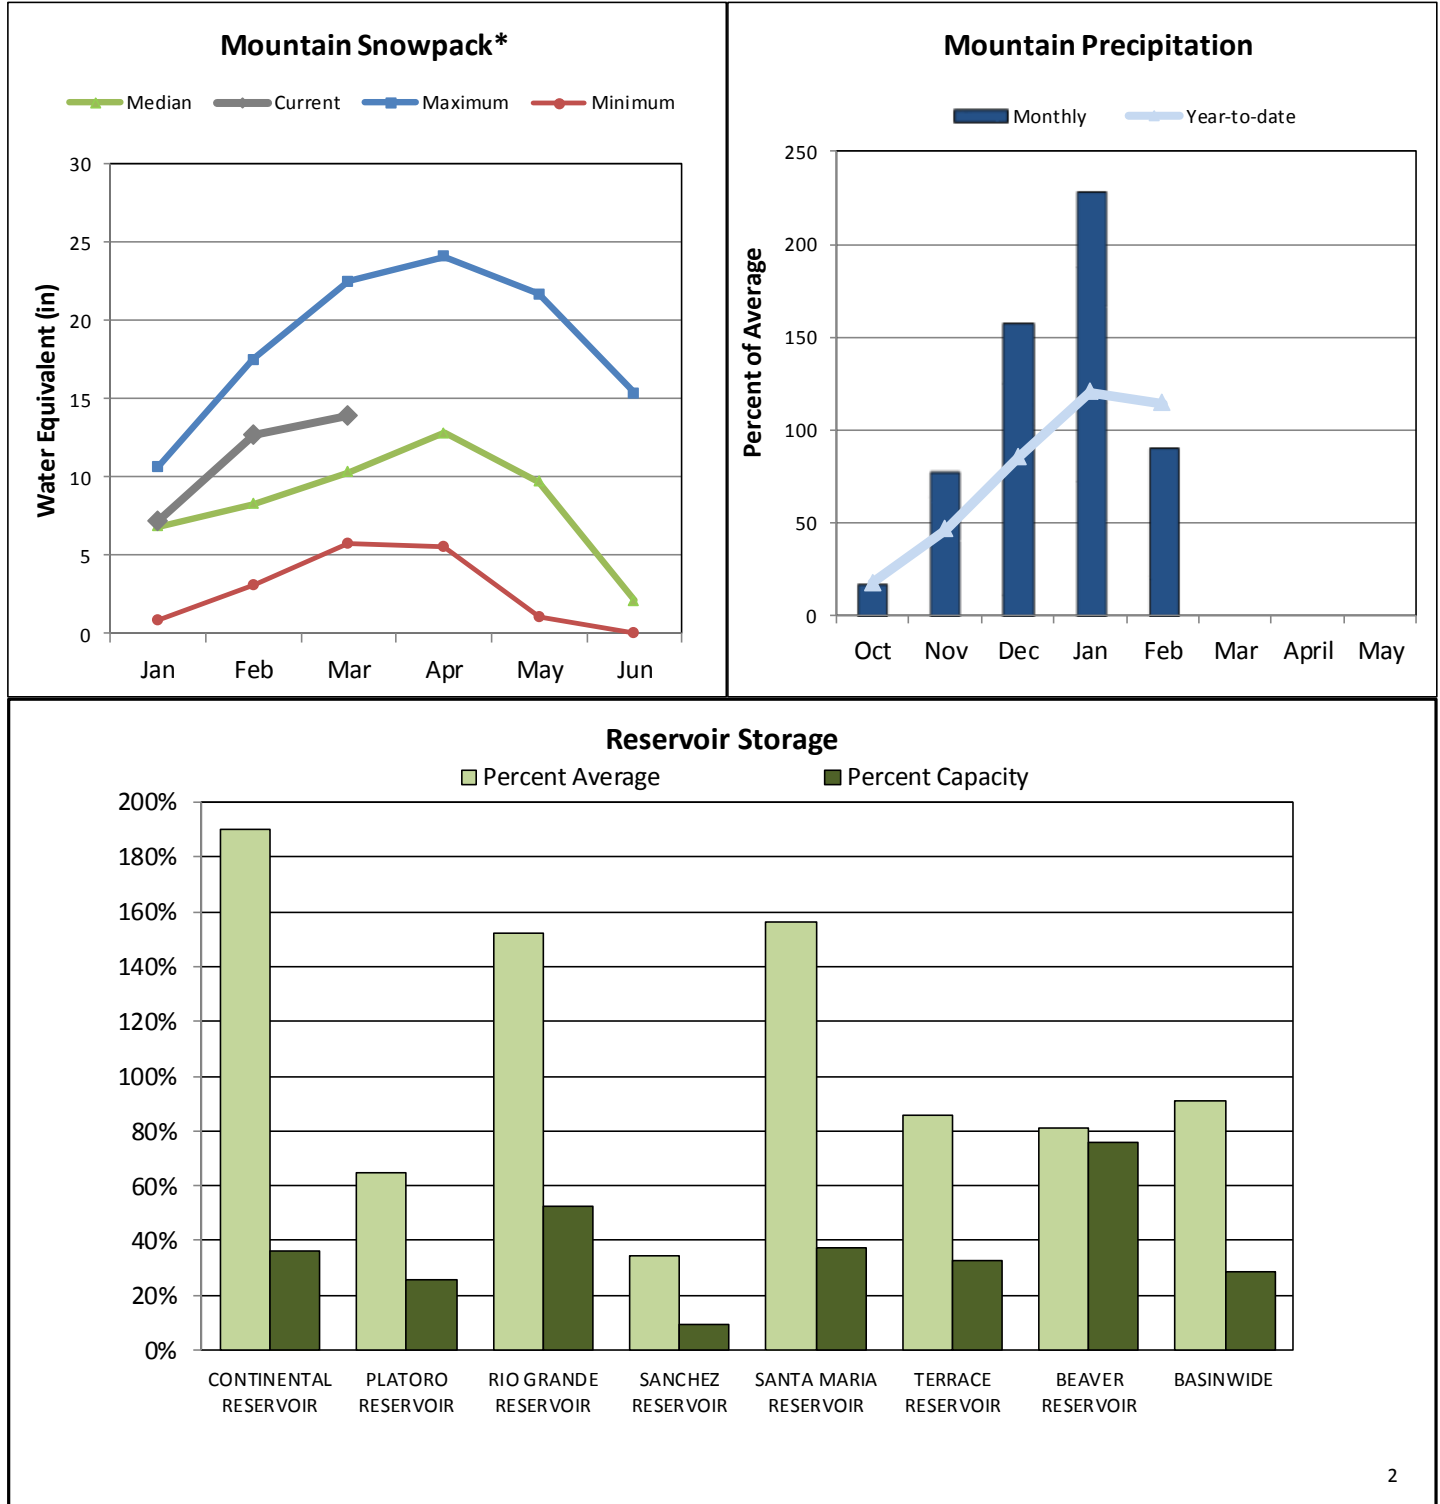 Mountain Snowpack*
Median Current Maximum Minimum
30
25
20
15
10
5
0
Water Equivalent (in)
Jan Feb Mar Apr May Jun
Mountain Precipitation
Monthly Year-to-date
250
200
150
100
50
0
Percent of Average
Oct Nov Dec Jan Feb Mar April May
Reservoir Storage
Percent Average Percent Capacity
200%
180%
160%
140%
120%
100%
80%
60%
40%
20%
0%
CONTINENTAL PLATORO RIO GRANDE SANCHEZ SANTA MARIA TERRACE BEAVER BASINWIDE
RESERVOIR RESERVOIR RESERVOIR RESERVOIR RESERVOIR RESERVOIR RESERVOIR
2